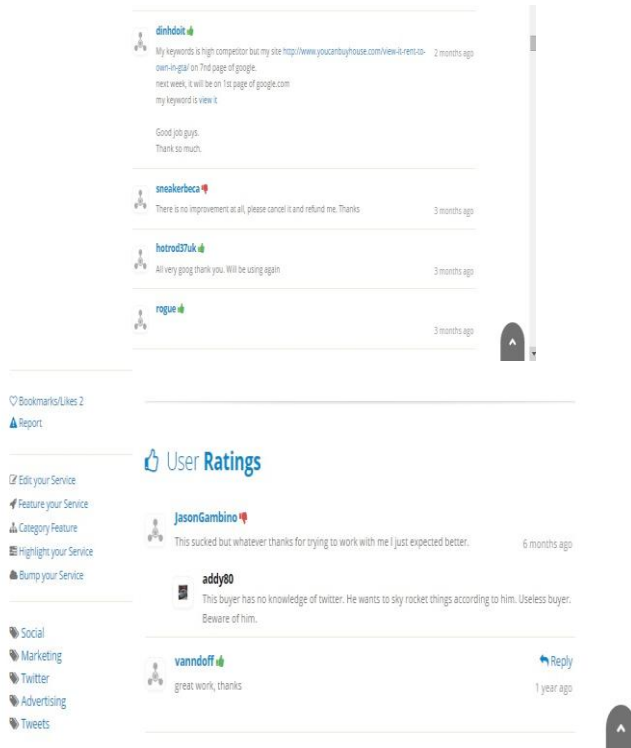 dinhdoit
My keywords is high competitor but my site http://www.youcanbuyhouse.com/view-it-rent-to- 2 months ago
own-in-gta/ on 7nd page of google.
next week, it will be on 1st page of google.com
my keyword is view it
Good job guys.
Thank so much.
sneakerbeca
There is no improvement at all, please cancel it and refund me. Thanks 3 months ago
hotrod37uk
All very goog thank you. Will be using again 3 months ago
rogue
3 months ago
Bookmarks/Likes 2
Report
Edit your Service
Feature your Service
Category Feature
Highlight your Service
Bump your Service
Social
Marketing
Twitter
Advertising
Tweets
User Ratings
JasonGambino
This sucked but whatever thanks for trying to work with me I just expected better. 6 months ago
addy80
This buyer has no knowledge of twitter. He wants to sky rocket things according to him. Useless buyer.
Beware of him.
vanndoff Reply
great work, thanks 1 year ago